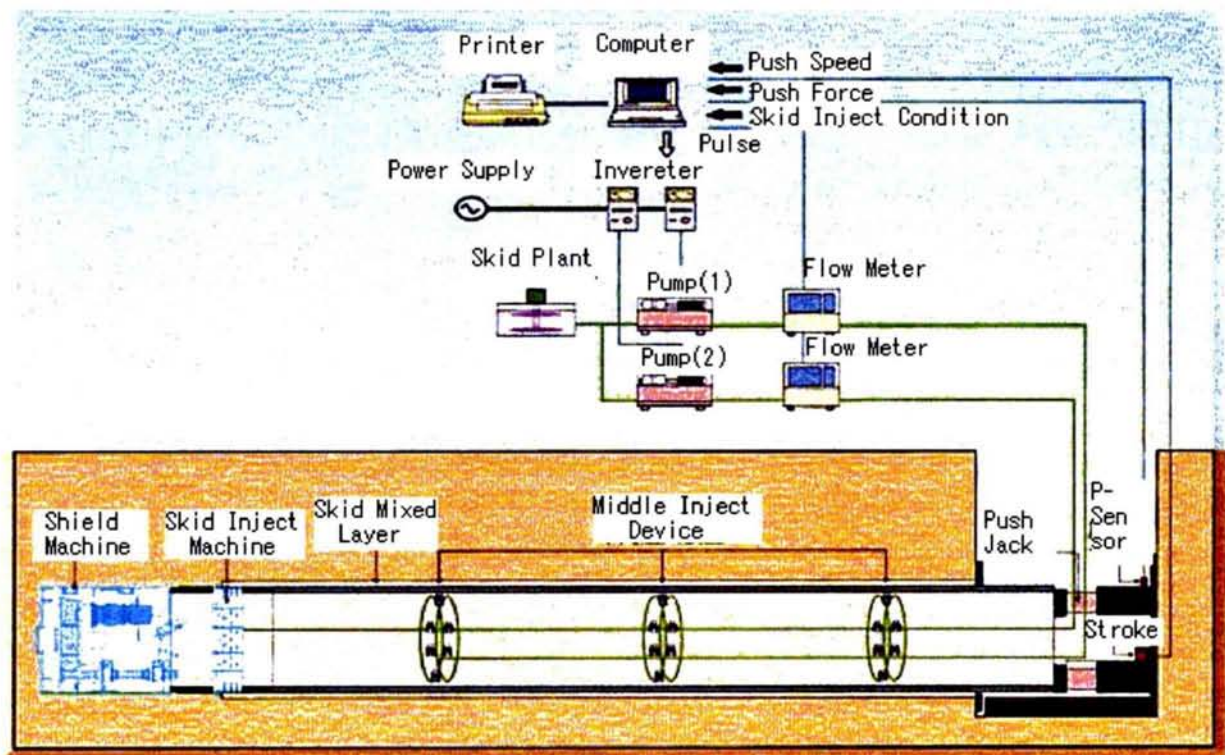 Printer
Computer
Push Speed
Push Force
Skid Inject Condition
Pulse
Power Supply
Invereter
Skid Plant
Pump(1)
Flow Meter
Pump(2)
Flow Meter
Shield
Machine
Skid Inject
Machine
Skid Mixed
Layer
Middle Inject
Device
Push
Jack
P-
Sen
sor
Stroke